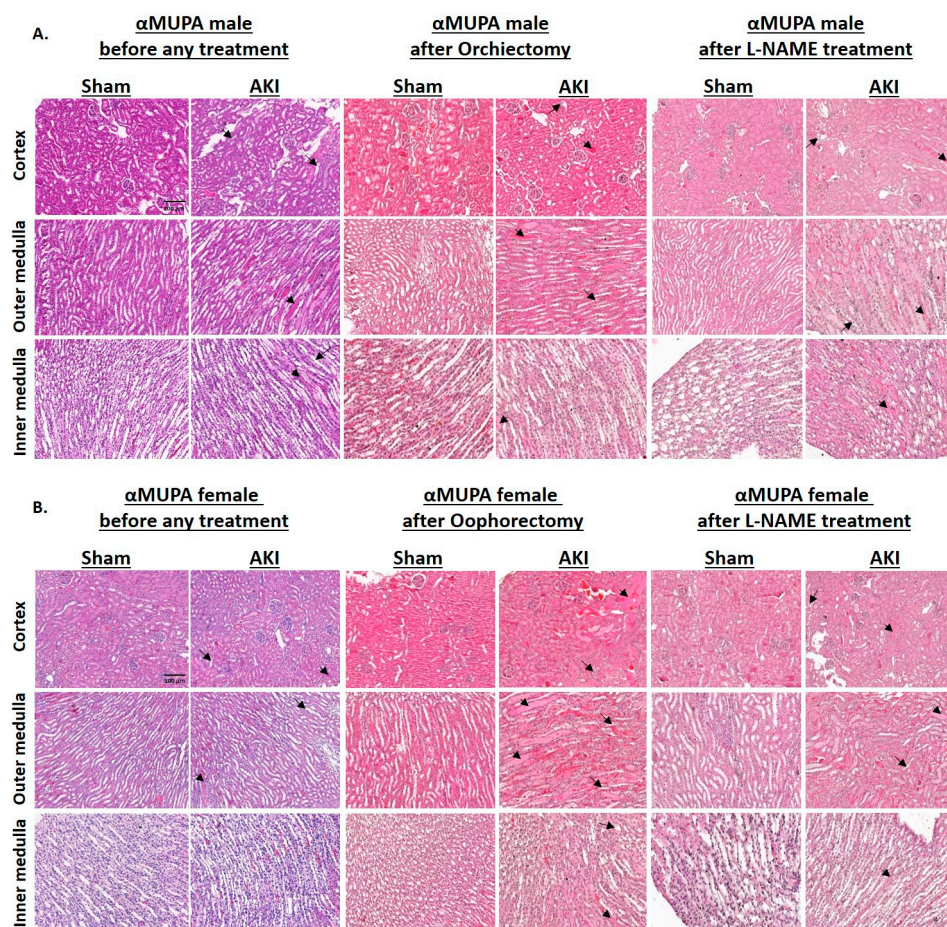 A.
αMUPA male
before any treatment
αMUPA male
after Orchiectomy
αMUPA male
after L-NAME treatment
Sham AKI Sham AKI Sham AKI
Cortex
100 µm
Outer medulla
Inner medulla
B.
αMUPA female
before any treatment
αMUPA female
after Oophorectomy
αMUPA female
after L-NAME treatment
Sham AKI Sham AKI Sham AKI
Cortex
100 µm
Outer medulla
Inner medulla